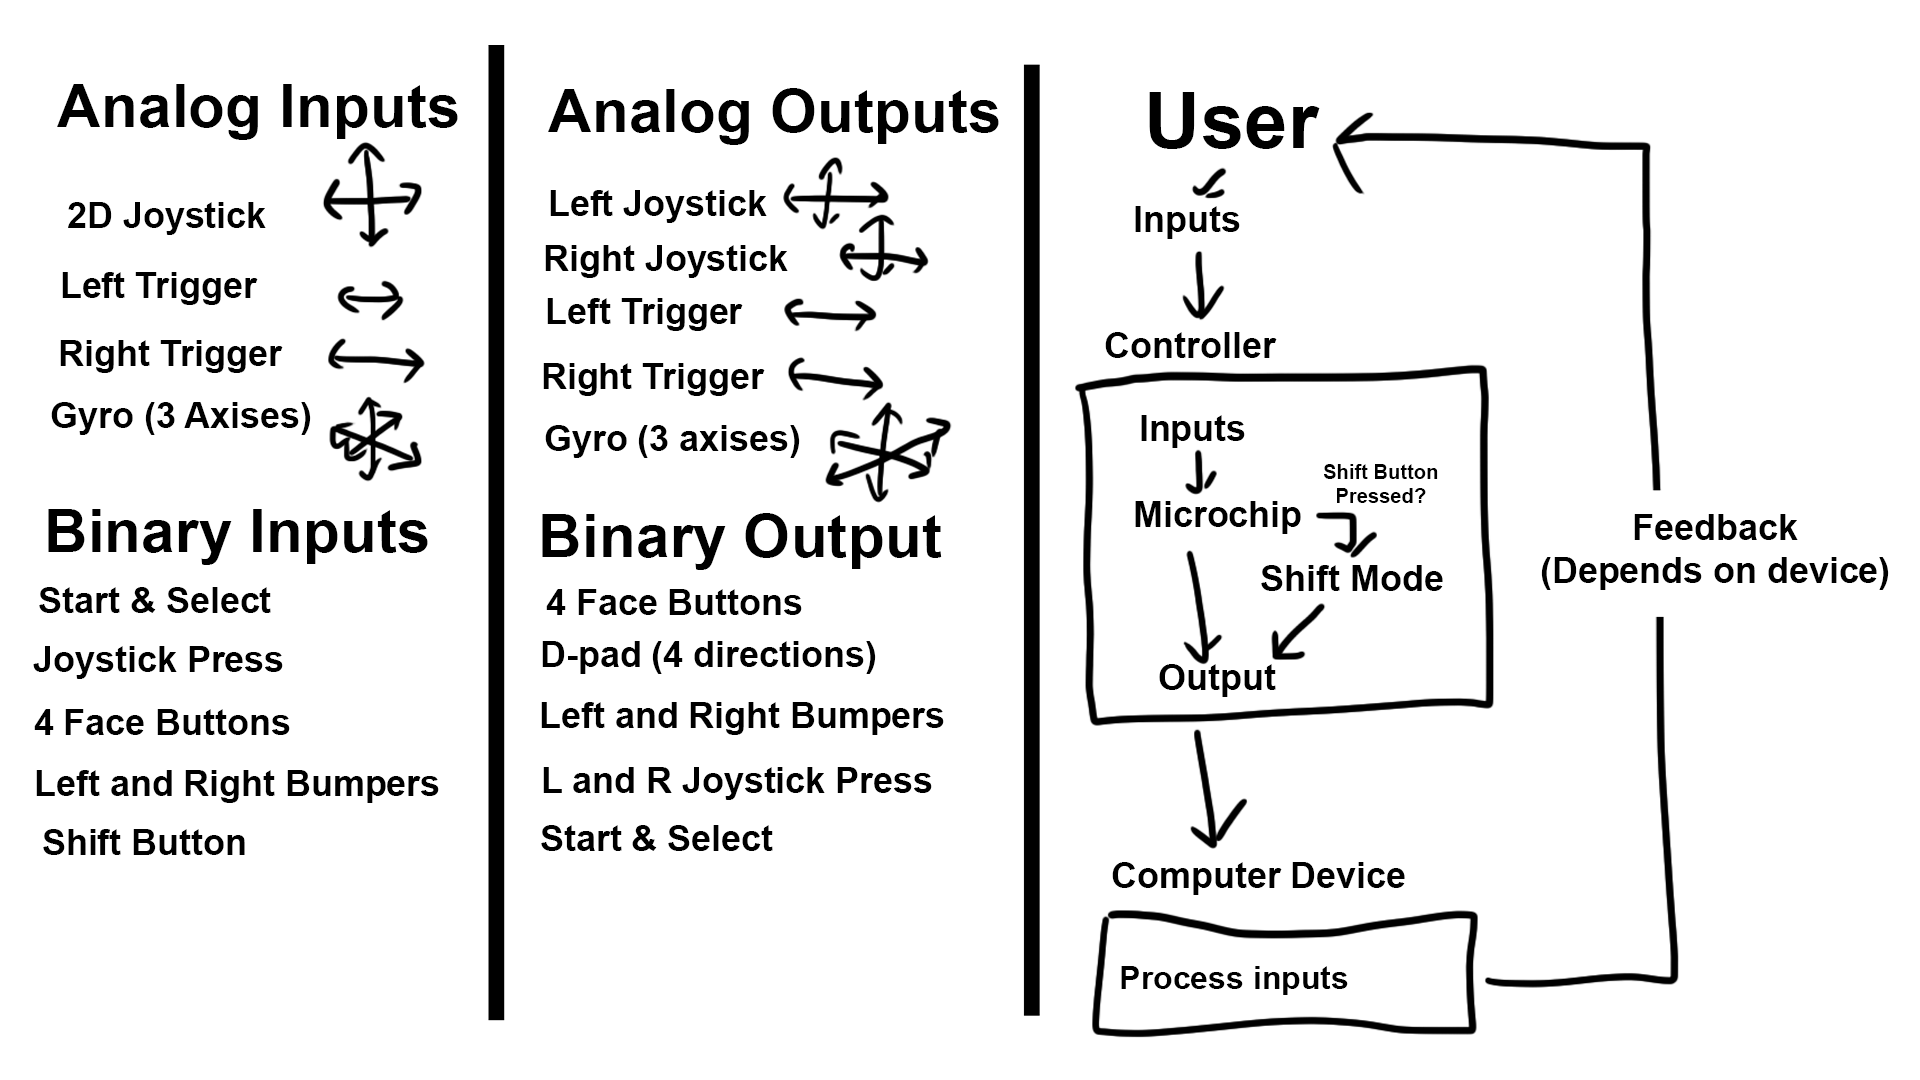 Analog Inputs
2D Joystick
Left Trigger
Right Trigger
Gyro (3 Axises)
Binary Inputs
Start & Select
Joystick Press
4 Face Buttons
Left and Right Bumpers
Shift Button
Analog Outputs
Left Joystick
Right Joystick
Left Trigger
Right Trigger
Gyro (3 axises)
Binary Output
4 Face Buttons
D-pad (4 directions)
Left and Right Bumpers
L and R Joystick Press
Start & Select
User
Inputs
Controller
Inputs
Microchip
Shift Button
Pressed?
Shift Mode
Output
Computer Device
Process inputs
Feedback
(Depends on device)